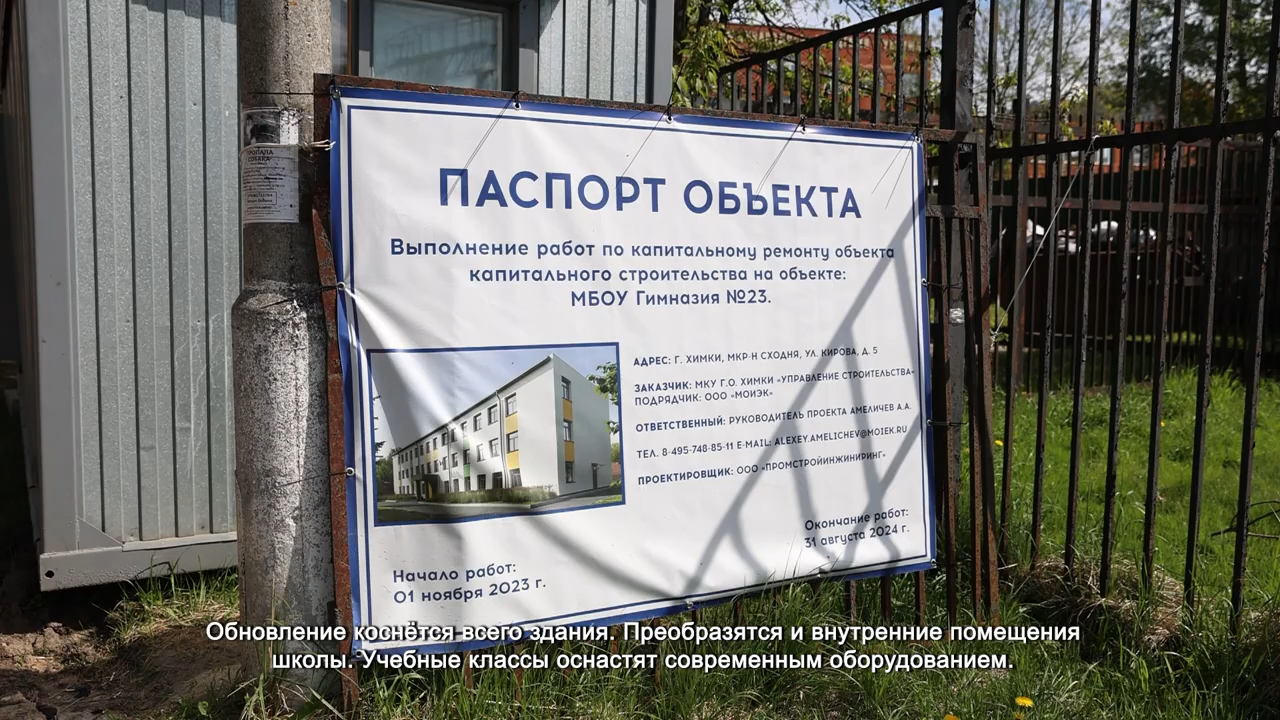 ПРОПАЛА
СОБАКА
ПАСПОРТ ОБЪЕКТА
Выполнение работ по капитальному ремонту объекта
капитального строительства на объекте:
МБОУ Гимназия №23.
АДРЕС: Г. ХИМКИ, МКР-Н СХОДНЯ, УЛ. КИРОВА, Д. 5
ЗАКАЗЧИК: МКУ Г.О. ХИМКИ «УПРАВЛЕНИЕ СТРОИТЕЛЬСТВА»
ПОДРЯДЧИК: ООО «МОИЭК»
ОТВЕТСТВЕННЫЙ: РУКОВОДИТЕЛЬ ПРОЕКТА АМЕЛИЧЕВ А.А.
ТЕЛ. 8-495-748-85-11 E-MAIL: ALEXEY.AMELICHEV@MOIEK.RU
ПРОЕКТИРОВЩИК: ООО «ПРОМСТРОЙИНЖИНИРИНГ»
Начало работ:
01 ноября 2023 г.
Окончание работ:
31 августа 2024 г.
Обновление коснётся всего здания. Преобразятся и внутренние помещения
школы. Учебные классы оснастят современным оборудованием.